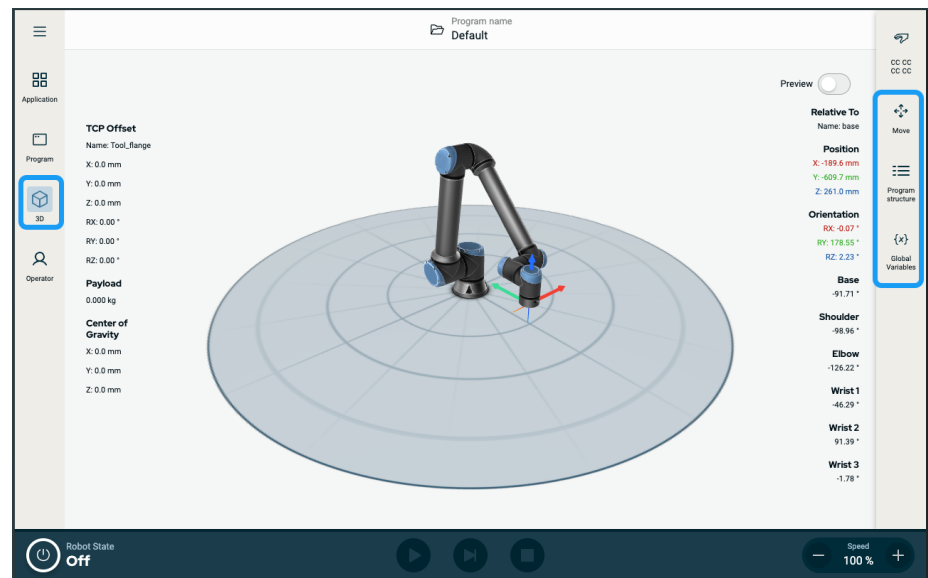 Program name
Default
CC CC
CC CC
Application
Program
3D
Operator
TCP Offset
Name: Tool_flange
X: 0.0 mm
Y: 0.0 mm
Z: 0.0 mm
RX: 0.00 °
RY: 0.00 °
RZ: 0.00 °
Payload
0.000 kg
Center of
Gravity
X: 0.0 mm
Y: 0.0 mm
Z: 0.0 mm
Preview
Relative To
Name: base
Position
X: -189.6 mm
Y: -609.7 mm
Z: 261.0 mm
Orientation
RX: -0.07 °
RY: 178.55 °
RZ: 2.23 °
Base
-91.71 °
Shoulder
-98.96 °
Elbow
-126.22 °
Wrist 1
-46.29 °
Wrist 2
91.39 °
Wrist 3
-1.78 °
Move
Program
structure
{x}
Global
Variables
Robot State
Off
Speed
100 %